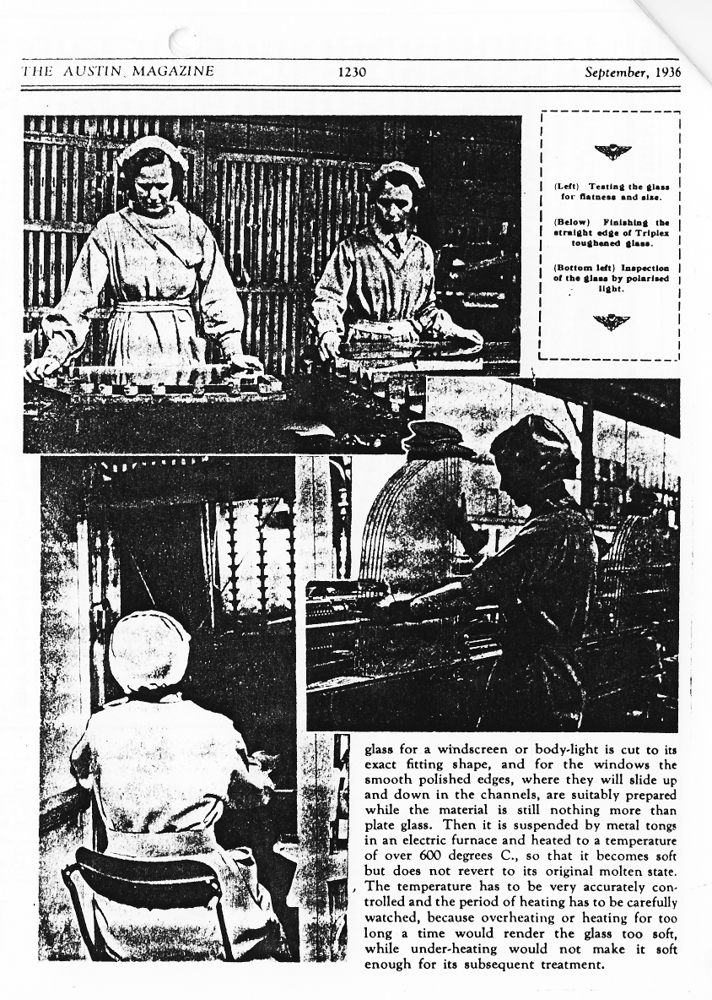 THE AUSTIN MAGAZINE 1230 September, 1936
(Left) Testing the glass
for flatness and size.
(Below) Finishing the
straight edge of Triplex
toughened glass.
(Bottom left) Inspection
of the glass by polarised
light.
glass for a windscreen or body-light is cut to its
exact fitting shape, and for the windows the
smooth polished edges, where they will slide up
and down in the channels, are suitably prepared
while the material is still nothing more than
plate glass. Then it is suspended by metal tongs
in an electric furnace and heated to a temperature
of over 600 degrees C., so that it becomes soft
but does not revert to its original molten state.
The temperature has to be very accurately con-
trolled and the period of heating has to be carefully
watched, because overheating or heating for too
long a time would render the glass too soft,
while under-heating would not make it soft
enough for its subsequent treatment.